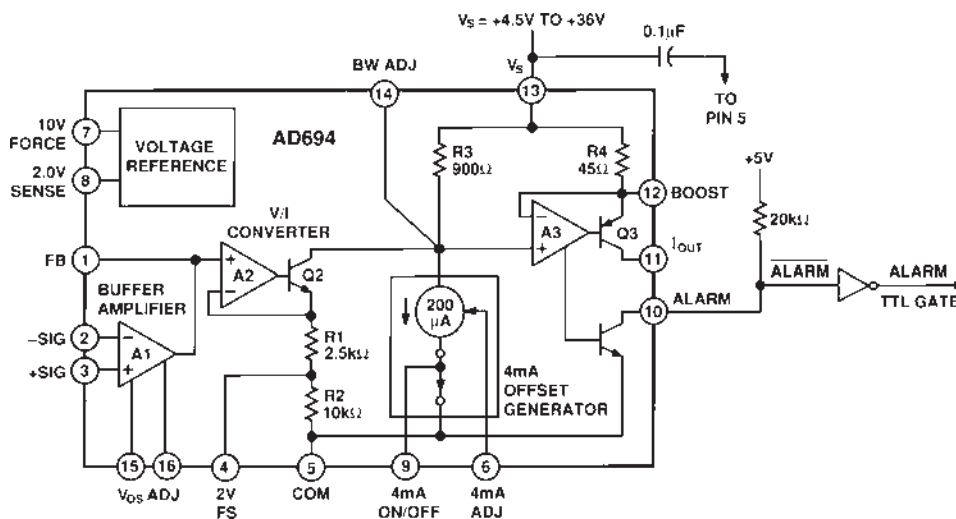 V_S = +4.5V TO +36V
0.1µF
V_S
BW ADJ
14
13
TO
PIN 5
AD694
10V
FORCE
7
VOLTAGE
REFERENCE
2.0V
SENSE
8
R3
900Ω
R4
45Ω
+5V
12
BOOST
V/I
CONVERTER
A3
Q3
20kΩ
FB
1
A2
Q2
I_OUT
11
ALARM
ALARM
BUFFER
AMPLIFIER
200
µA
ALARM
10
TTL GATE
–SIG
2
A1
R1
2.5kΩ
+SIG
3
4mA
OFFSET
GENERATOR
R2
10kΩ
15
16
4
5
9
6
V_OS ADJ
2V
FS
COM
4mA
ON/OFF
4mA
ADJ